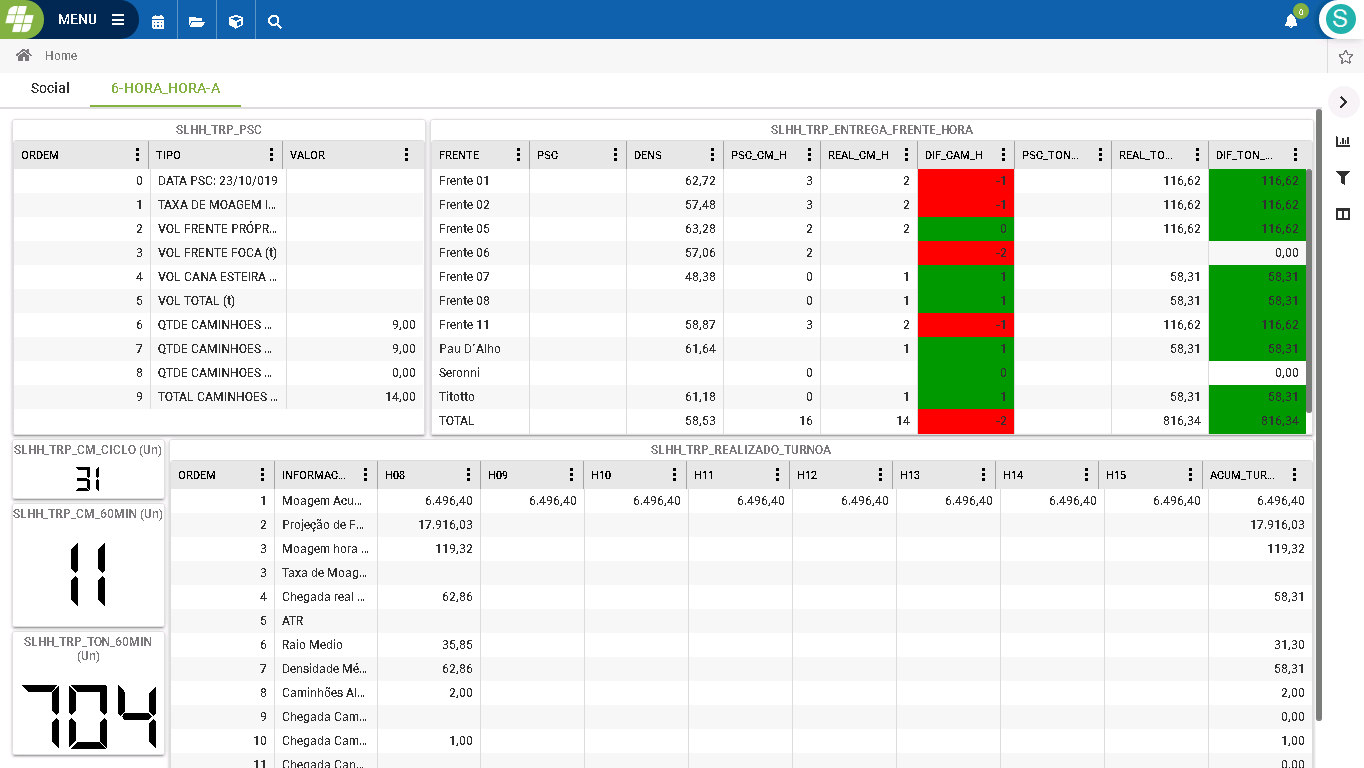 MENU
0
S
Home
Social 6-HORA_HORA-A
SLHH_TRP_PSC
ORDEM TIPO VALOR
0 DATA PSC: 23/10/019
1 TAXA DE MOAGEM I...
2 VOL FRENTE PRÓPR...
3 VOL FRENTE FOCA (t)
4 VOL CANA ESTEIRA ...
5 VOL TOTAL (t)
6 QTDE CAMINHOES ... 9,00
7 QTDE CAMINHOES ... 9,00
8 QTDE CAMINHOES ... 0,00
9 TOTAL CAMINHOES ... 14,00
SLHH_TRP_ENTREGA_FRENTE_HORA
FRENTE PSC DENS PSC_CM_H REAL_CM_H DIF_CAM_H PSC_TON... REAL_TO... DIF_TON_...
Frente 01 62,72 3 2 -1 116,62 116,62
Frente 02 57,48 3 2 -1 116,62 116,62
Frente 05 63,28 2 2 0 116,62 116,62
Frente 06 57,06 2 -2 0,00
Frente 07 48,38 0 1 1 58,31 58,31
Frente 08 0 1 1 58,31 58,31
Frente 11 58,87 3 2 -1 116,62 116,62
Pau D´Alho 61,64 1 1 58,31 58,31
Seronni 0 0 0,00
Titotto 61,18 0 1 1 58,31 58,31
TOTAL 58,53 16 14 -2 816,34 816,34
SLHH_TRP_CM_CICLO (Un)
31
SLHH_TRP_CM_60MIN (Un)
11
SLHH_TRP_TON_60MIN
(Un)
704
SLHH_TRP_REALIZADO_TURNOA
ORDEM INFORMAC... H08 H09 H10 H11 H12 H13 H14 H15 ACUM_TUR...
1 Moagem Acu... 6.496,40 6.496,40 6.496,40 6.496,40 6.496,40 6.496,40 6.496,40 6.496,40 6.496,40
2 Projeção de F... 17.916,03 17.916,03
3 Moagem hora ... 119,32 119,32
3 Taxa de Moag...
4 Chegada real ... 62,86 58,31
5 ATR
6 Raio Medio 35,85 31,30
7 Densidade Mé... 62,86 58,31
8 Caminhões Al... 2,00 2,00
9 Chegada Cam... 0,00
10 Chegada Cam... 1,00 1,00
11 Chegada Can... 0,00